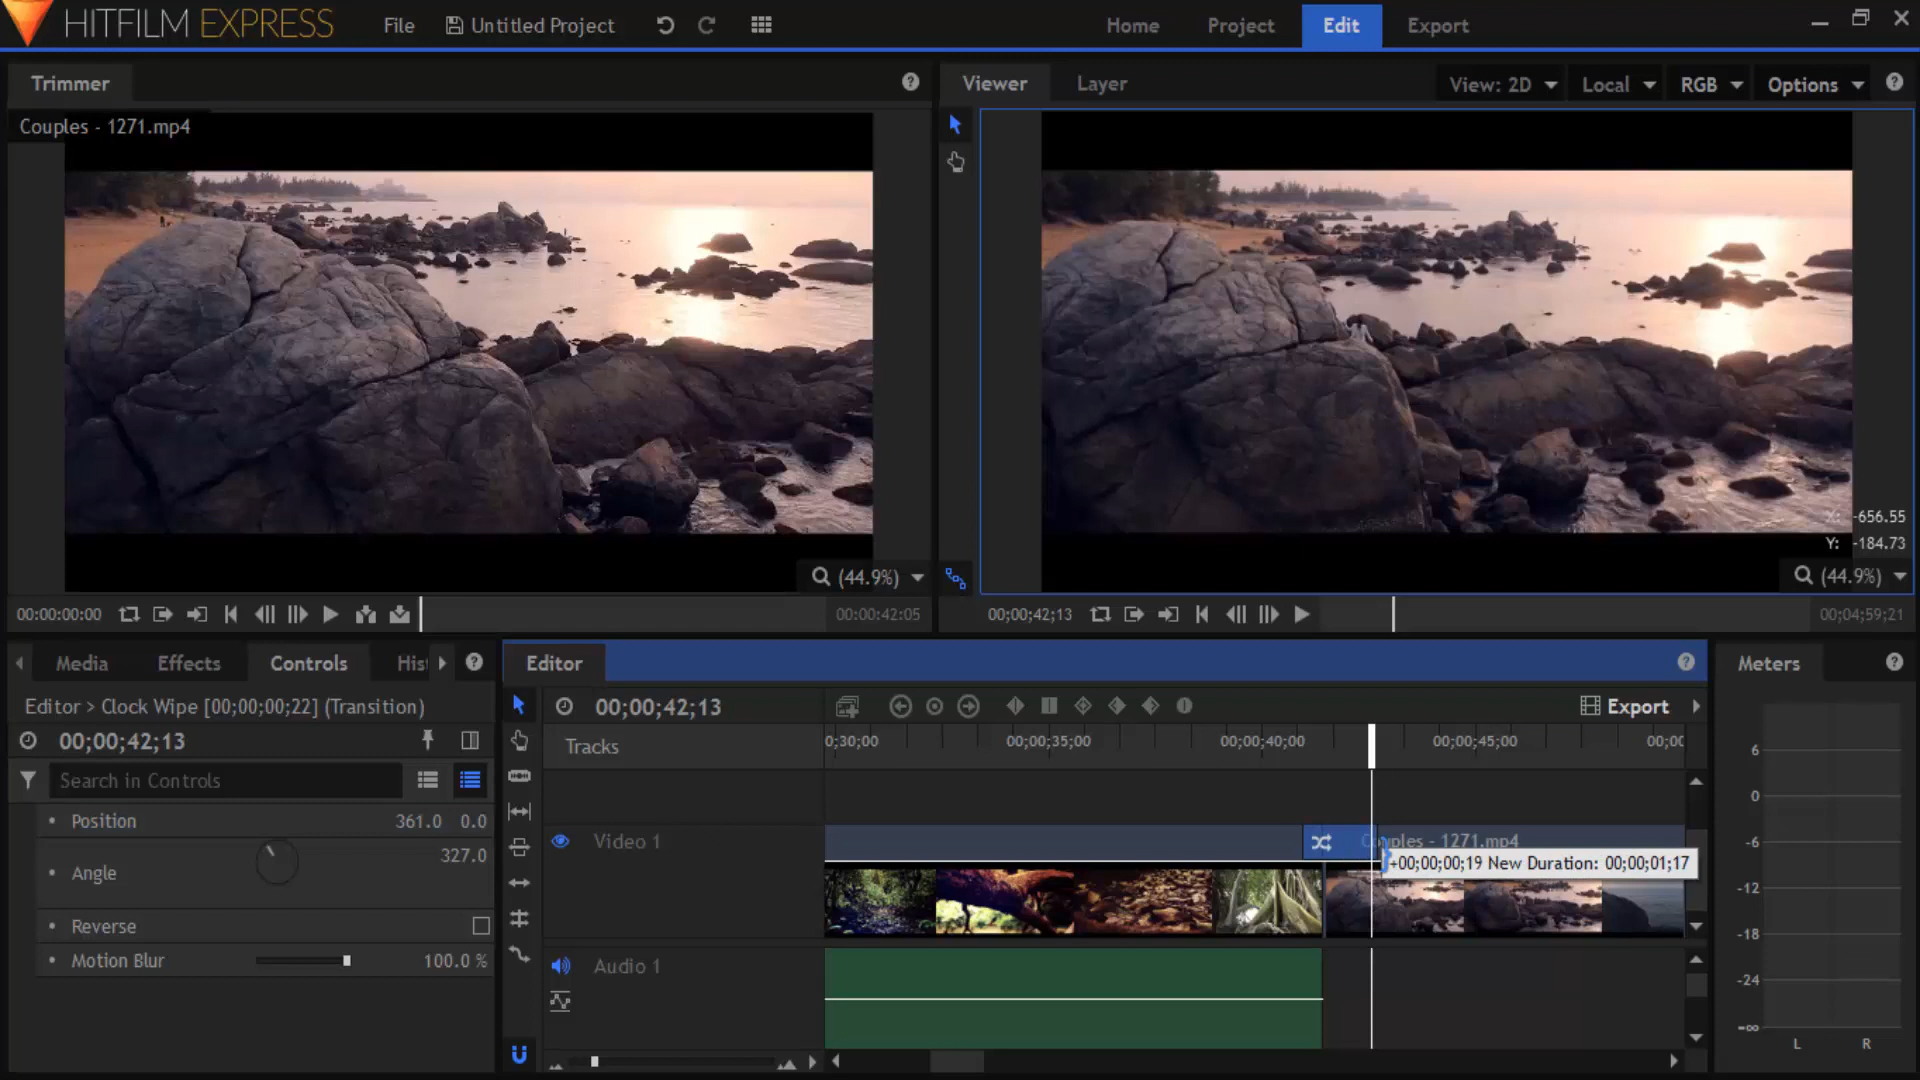 HITFILM EXPRESS
File
Untitled Project
Home
Project
Edit
Export
Trimmer
Viewer
Layer
View: 2D
Local
RGB
Options
Couples - 1271.mp4
X: -656.55
Y: -184.73
(44.9%)
(44.9%)
00:00:00:00
00:00:42:05
00;00;42;13
00;04;59;21
Media
Effects
Controls
Hist
Editor
Meters
Editor > Clock Wipe [00;00;00;22] (Transition)
00;00;42;13
Search in Controls
Position
361.0
0.0
Angle
327.0
Reverse
Motion Blur
100.0 %
00;00;42;13
Export
Tracks
0;30;00
00;00;35;00
00;00;40;00
00;00;45;00
00;00
Video 1
Couples - 1271.mp4
+00;00;00;19 New Duration: 00;00;01;17
Audio 1
6
0
-6
-12
-18
-24
-∞
L
R